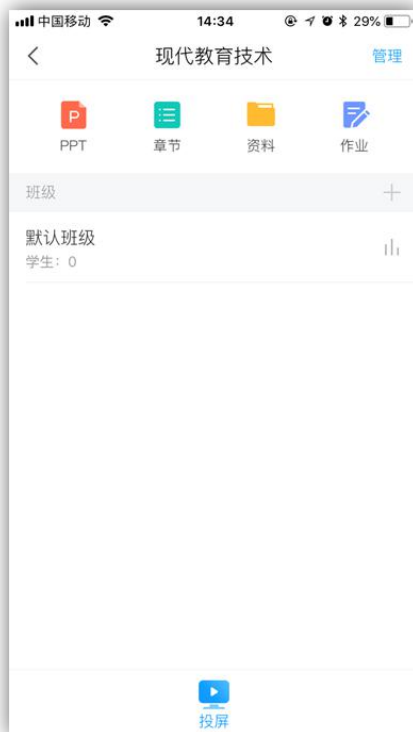 中国移动 14:34 29%
现代教育技术 管理
P
PPT 章节 资料 作业
班级
默认班级
学生：0
投屏